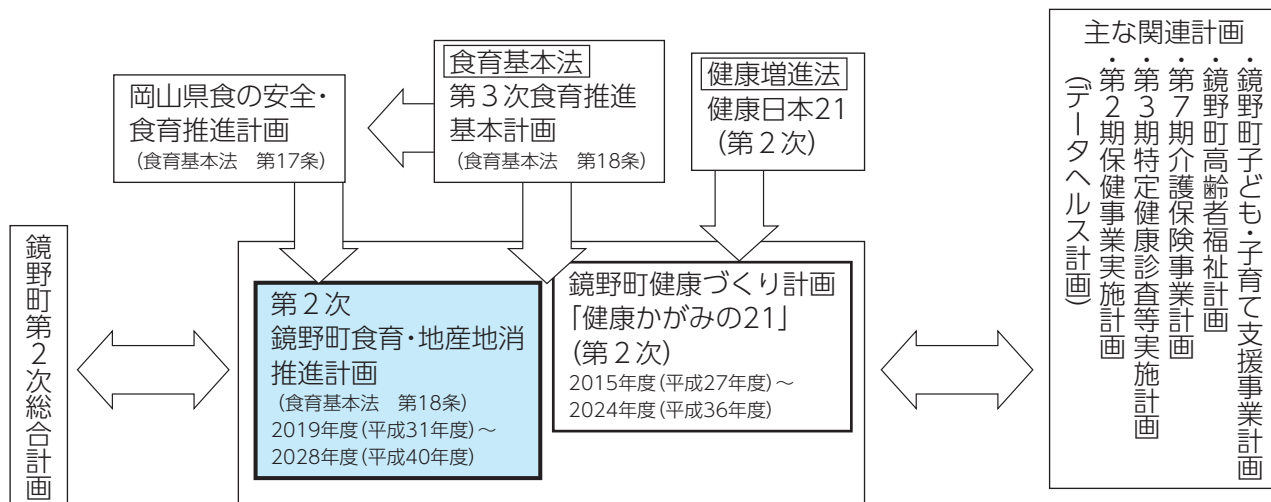 岡山県食の安全・
食育推進計画
(食育基本法　第17条)
食育基本法
第3次食育推進
基本計画
(食育基本法　第18条)
健康増進法
健康日本21
(第2次)
鏡野町第2次総合計画
第2次
鏡野町食育・地産地消
推進計画
(食育基本法　第18条)
2019年度(平成31年度)～
2028年度(平成40年度)
鏡野町健康づくり計画
「健康かがみの21」
(第2次)
2015年度(平成27年度)～
2024年度(平成36年度)
主な関連計画
・鏡野町子ども・子育て支援事業計画
・鏡野町高齢者福祉計画
・第7期介護保険事業計画
・第3期特定健康診査等実施計画
・第2期保健事業実施計画
(データヘルス計画)